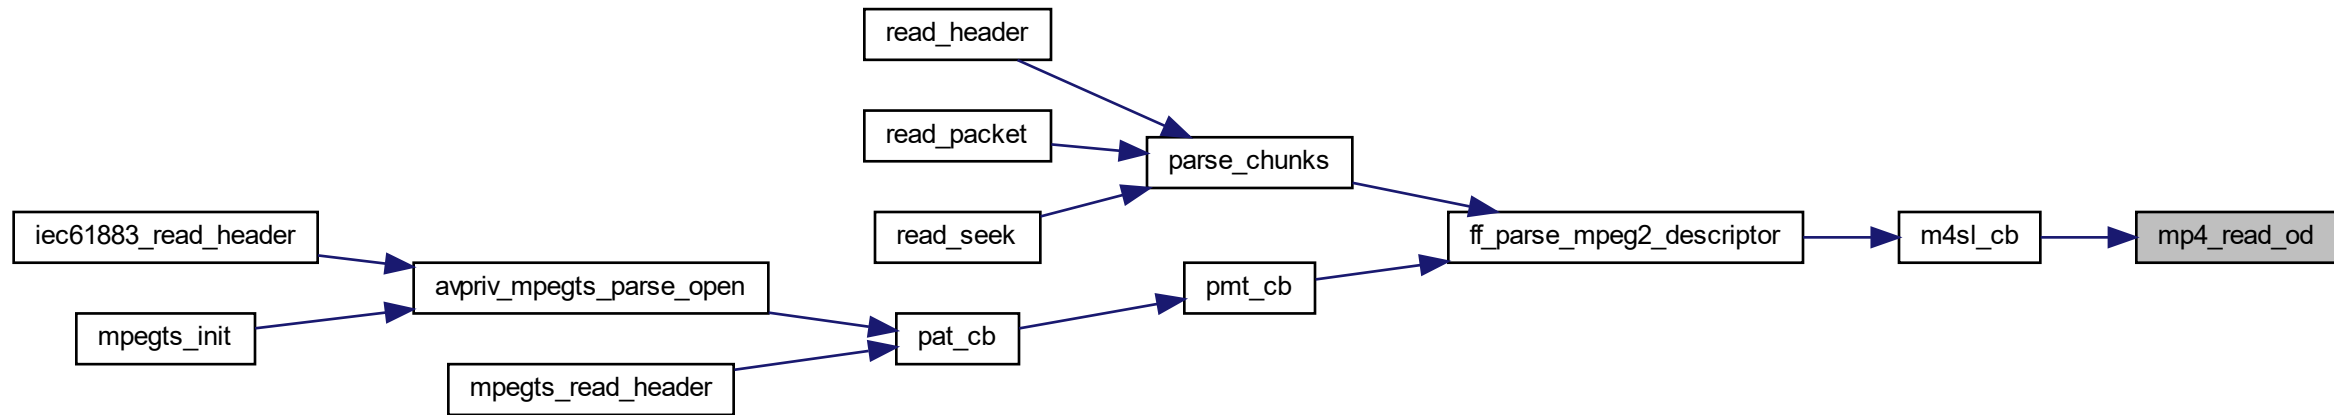 read_header
read_packet
parse_chunks
read_seek
iec61883_read_header
ff_parse_mpeg2_descriptor
m4sl_cb
mp4_read_od
avpriv_mpegts_parse_open
pmt_cb
mpegts_init
pat_cb
mpegts_read_header